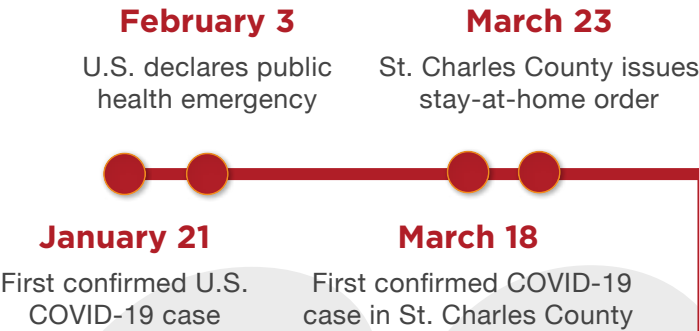 February 3
U.S. declares public
health emergency
March 23
St. Charles County issues
stay-at-home order
January 21
First confirmed U.S.
COVID-19 case
March 18
First confirmed COVID-19
case in St. Charles County